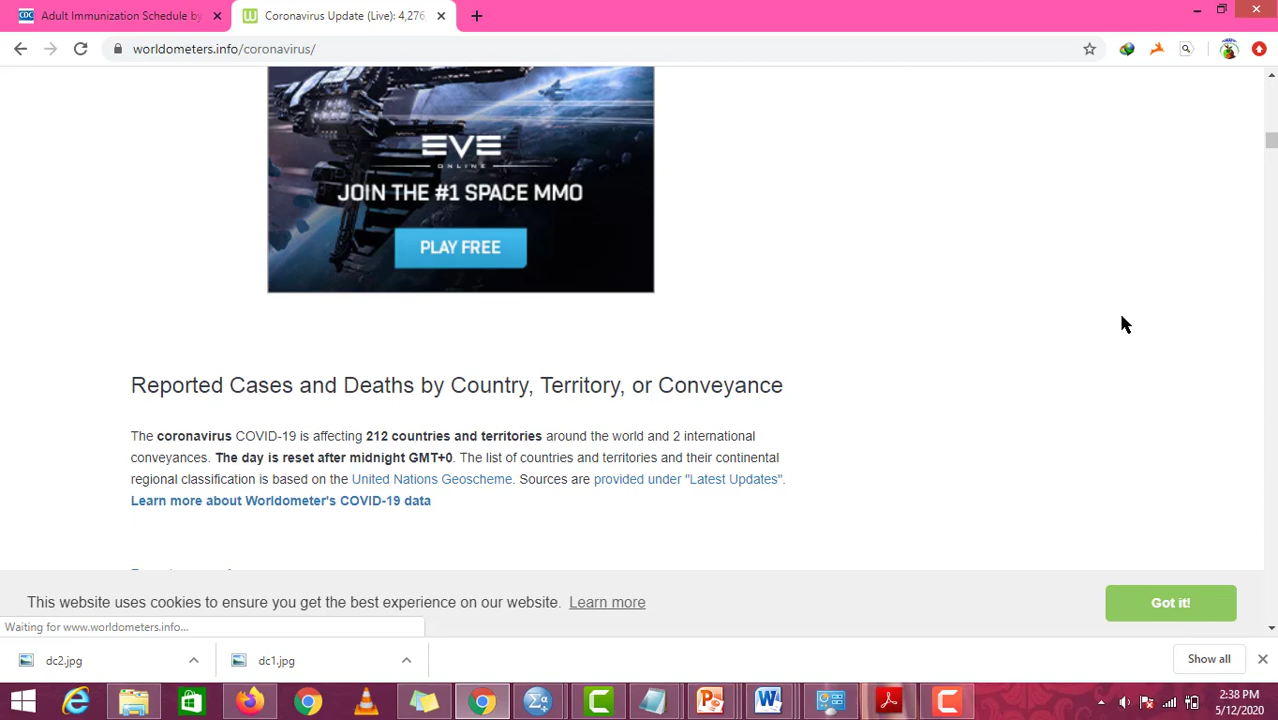 CDC Adult Immunization Schedule by
Coronavirus Update (Live): 4,276,
worldometers.info/coronavirus/
EVE
ONLINE
JOIN THE #1 SPACE MMO
PLAY FREE
Reported Cases and Deaths by Country, Territory, or Conveyance
The coronavirus COVID-19 is affecting 212 countries and territories around the world and 2 international
conveyances. The day is reset after midnight GMT+0. The list of countries and territories and their continental
regional classification is based on the United Nations Geoscheme. Sources are provided under "Latest Updates".
Learn more about Worldometer's COVID-19 data
This website uses cookies to ensure you get the best experience on our website. Learn more
Got it!
Waiting for www.worldometers.info...
dc2.jpg
dc1.jpg
Show all
2:38 PM
5/12/2020